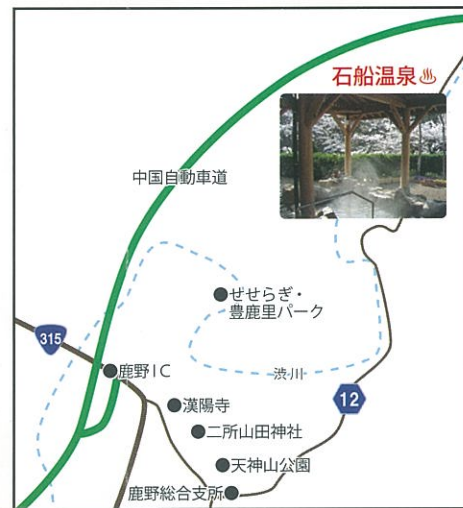 石船温泉♨
中国自動車道
ぜせらぎ・
豊鹿里パーク
315
鹿野IC
渋川
漢陽寺
12
二所山田神社
天神山公園
鹿野総合支所